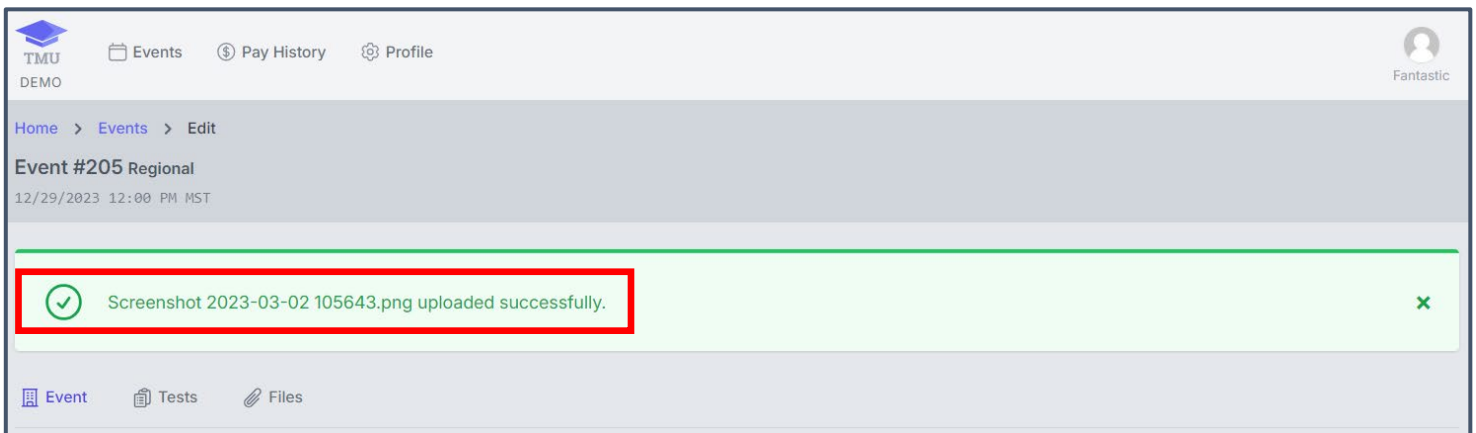 TMU
DEMO
Events Pay History Profile
Fantastic
Home > Events > Edit
Event #205 Regional
12/29/2023 12:00 PM MST
Screenshot 2023-03-02 105643.png uploaded successfully.
Event Tests Files